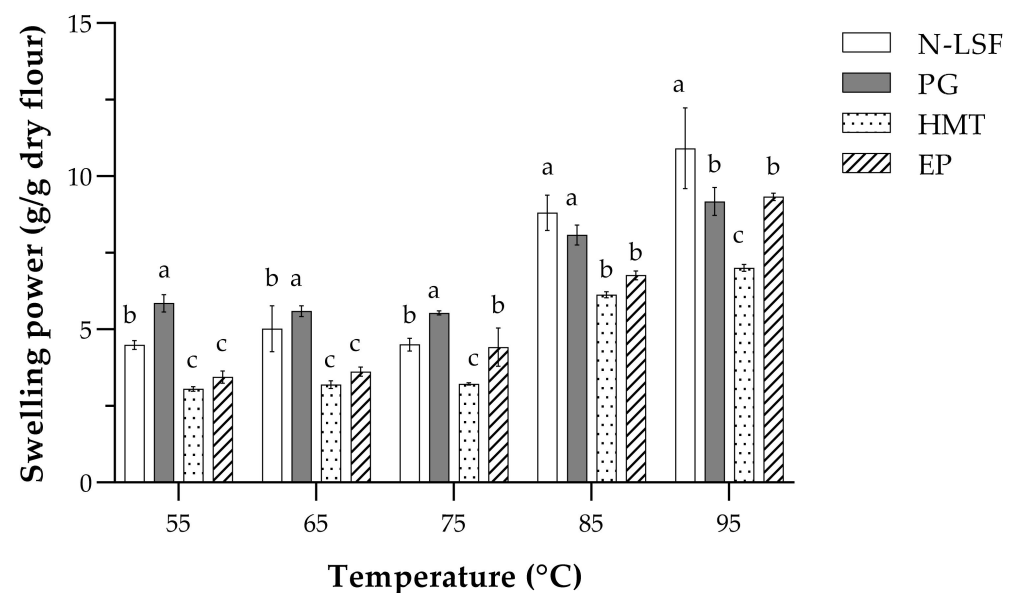 Swelling power (g/g dry flour)
15
10
5
0
b a c c
b a c c
b a c b
a a b b
a b c b
55 65 75 85 95
Temperature (°C)
N-LSF
PG
HMT
EP